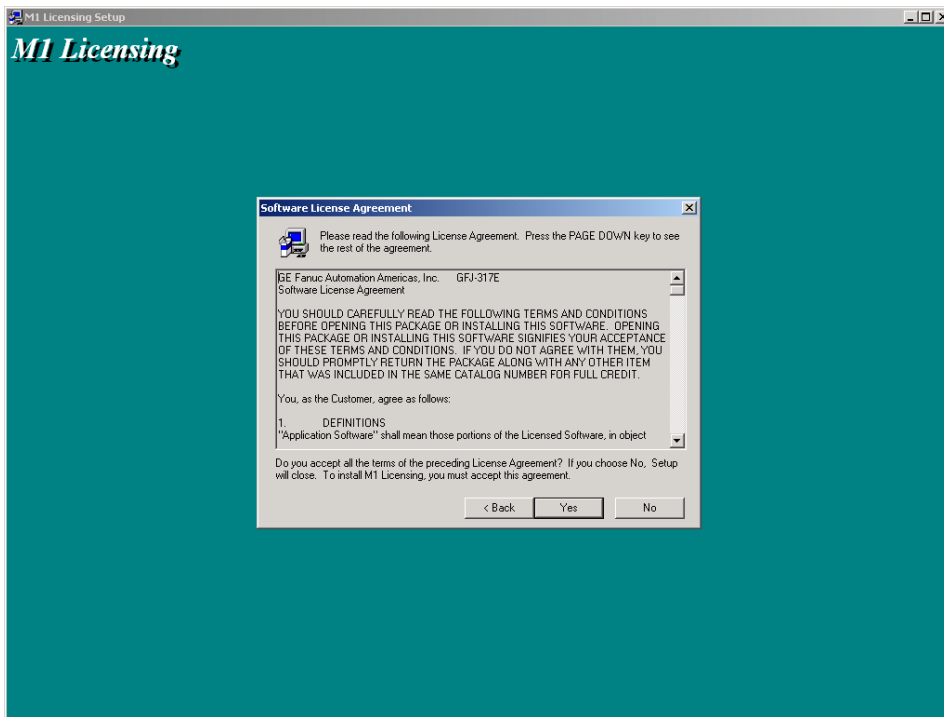 M1 Licensing Setup
M1 Licensing
Software License Agreement
Please read the following License Agreement. Press the PAGE DOWN key to see
the rest of the agreement.
GE Fanuc Automation Americas, Inc. GFJ-317E
Software License Agreement
YOU SHOULD CAREFULLY READ THE FOLLOWING TERMS AND CONDITIONS
BEFORE OPENING THIS PACKAGE OR INSTALLING THIS SOFTWARE. OPENING
THIS PACKAGE OR INSTALLING THIS SOFTWARE SIGNIFIES YOUR ACCEPTANCE
OF THESE TERMS AND CONDITIONS. IF YOU DO NOT AGREE WITH THEM, YOU
SHOULD PROMPTLY RETURN THE PACKAGE ALONG WITH ANY OTHER ITEM
THAT WAS INCLUDED IN THE SAME CATALOG NUMBER FOR FULL CREDIT.
You, as the Customer, agree as follows:
1. DEFINITIONS
"Application Software" shall mean those portions of the Licensed Software, in object
Do you accept all the terms of the preceding License Agreement? If you choose No, Setup
will close. To install M1 Licensing, you must accept this agreement.
< Back Yes No